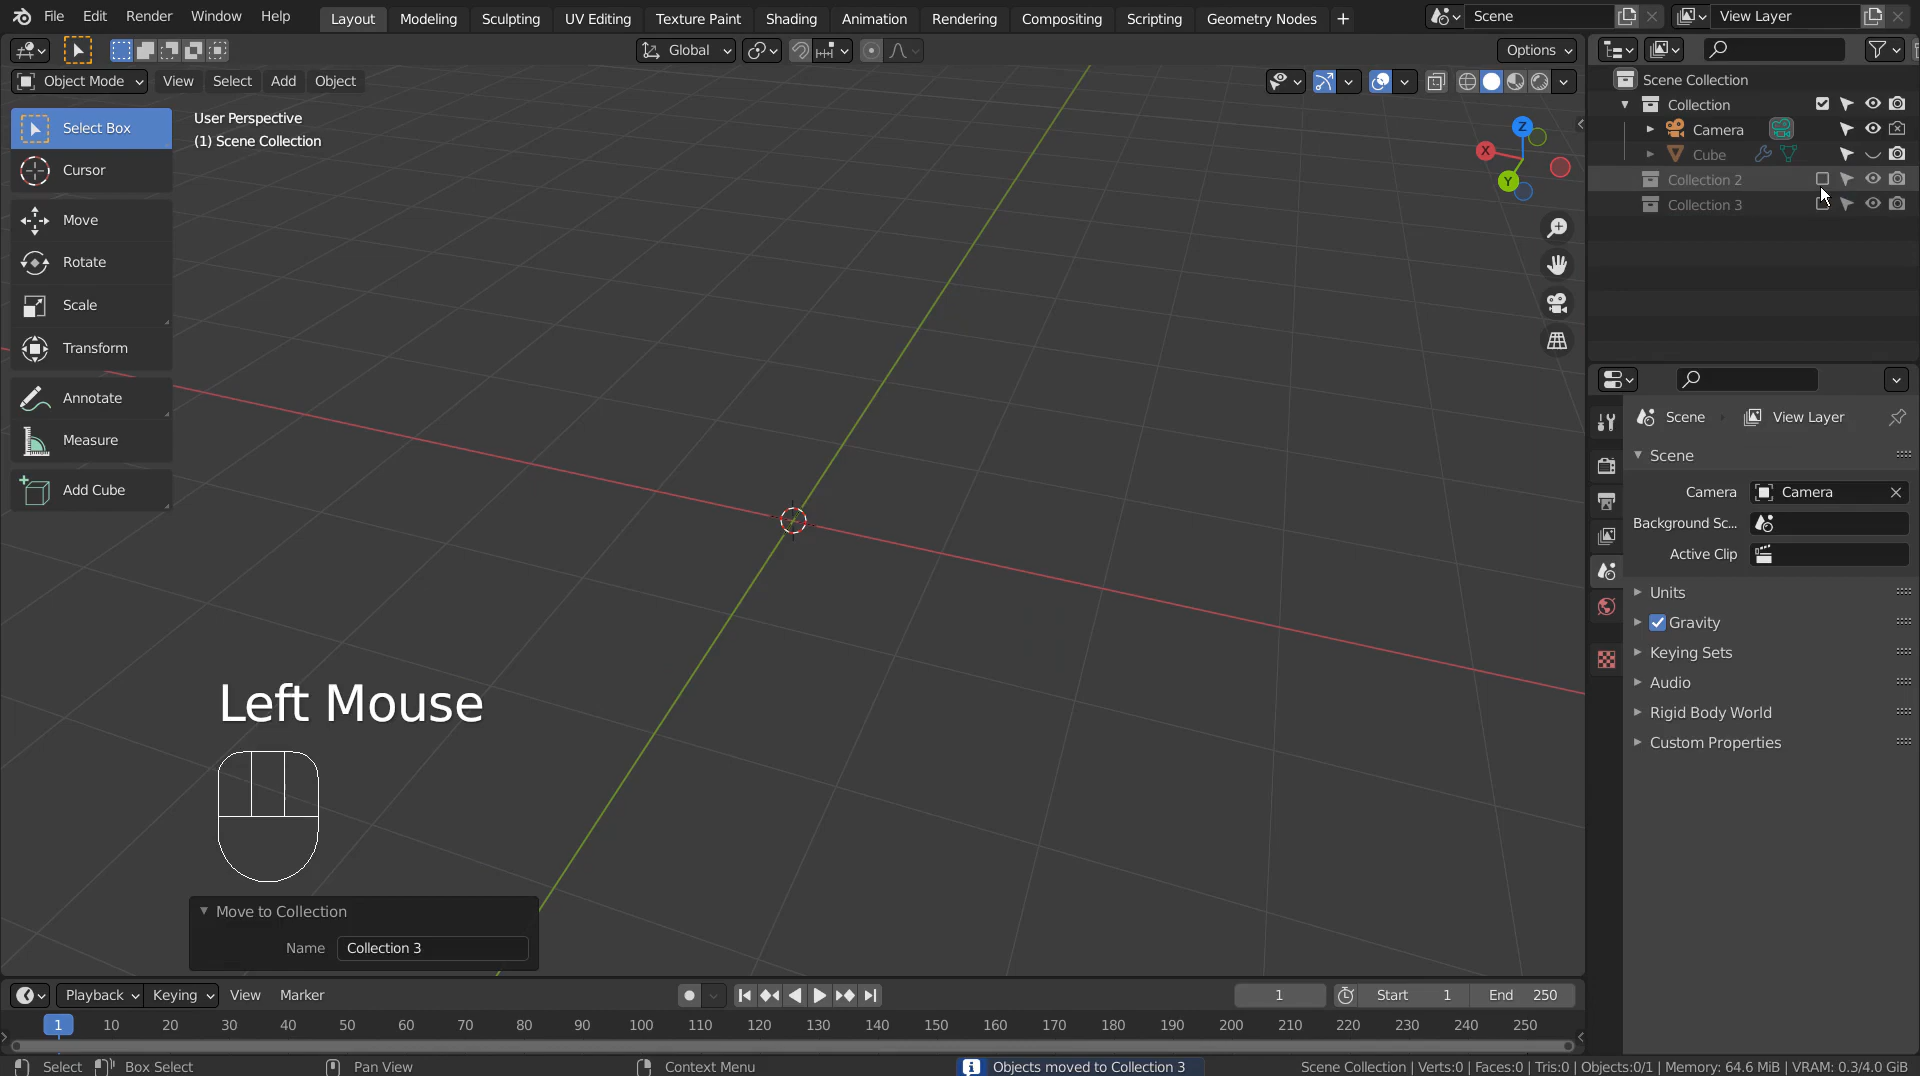 File Edit Render Window Help Layout Modeling Sculpting UV Editing Texture Paint Shading Animation Rendering Compositing Scripting Geometry Nodes + Scene View Layer
Global Options
Object Mode View Select Add Object
Select Box
Cursor
Move
Rotate
Scale
Transform
Annotate
Measure
Add Cube
User Perspective
(1) Scene Collection
Z
X
Y
Left Mouse
Move to Collection
Name Collection 3
Scene Collection
Collection
Camera
Cube
Collection 2
Collection 3
Scene View Layer
Scene
Camera Camera
Background Sc...
Active Clip
Units
Gravity
Keying Sets
Audio
Rigid Body World
Custom Properties
Playback Keying View Marker 1 Start 1 End 250
1 10 20 30 40 50 60 70 80 90 100 110 120 130 140 150 160 170 180 190 200 210 220 230 240 250
Select Box Select Pan View Context Menu Objects moved to Collection 3 Scene Collection | Verts:0 | Faces:0 | Tris:0 | Objects:0/1 | Memory: 64.6 MiB | VRAM: 0.3/4.0 GiB